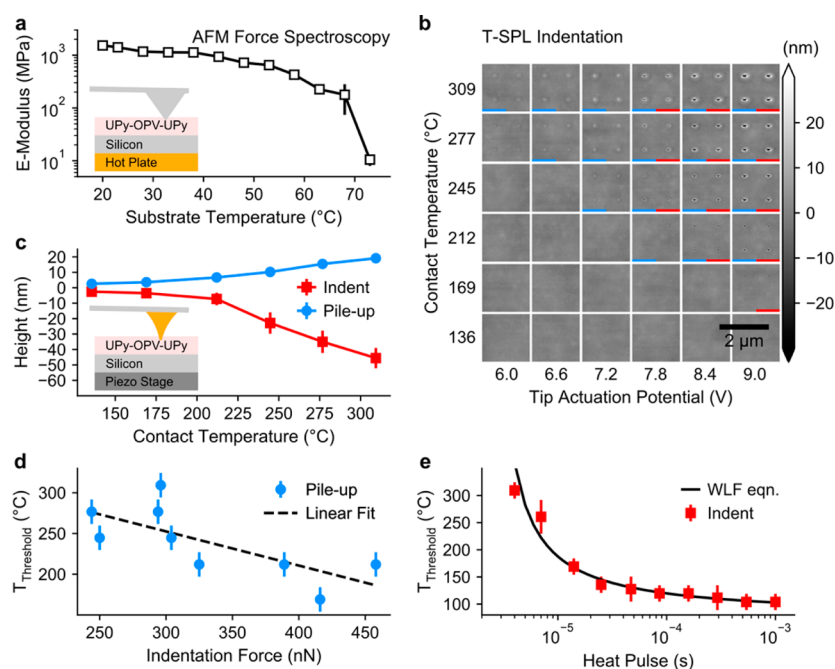 a
AFM Force Spectroscopy
E-Modulus (MPa)
10³
10²
10¹
UPy-OPV-UPy
Silicon
Hot Plate
20 30 40 50 60 70
Substrate Temperature (°C)
b
T-SPL Indentation
(nm)
Contact Temperature (°C)
309
277
245
212
169
136
20
10
0
−10
−20
2 μm
6.0 6.6 7.2 7.8 8.4 9.0
Tip Actuation Potential (V)
c
Height (nm)
20
10
0
−10
−20
−30
−40
−50
−60
Indent
Pile-up
UPy-OPV-UPy
Silicon
Piezo Stage
150 175 200 225 250 275 300
Contact Temperature (°C)
d
T_Threshold (°C)
300
250
200
Pile-up
Linear Fit
250 300 350 400 450
Indentation Force (nN)
e
T_Threshold (°C)
300
250
200
150
100
WLF eqn.
Indent
10⁻⁵ 10⁻⁴ 10⁻³
Heat Pulse (s)